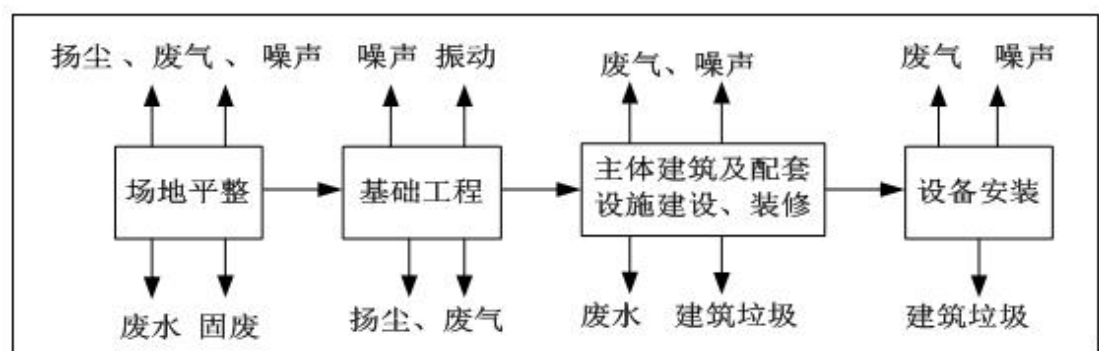 扬尘、废气、噪声 噪声 振动 废气、噪声 废气 噪声
场地平整
基础工程
主体建筑及配套
设施建设、装修
设备安装
废水 固废 扬尘、废气 废水 建筑垃圾 建筑垃圾